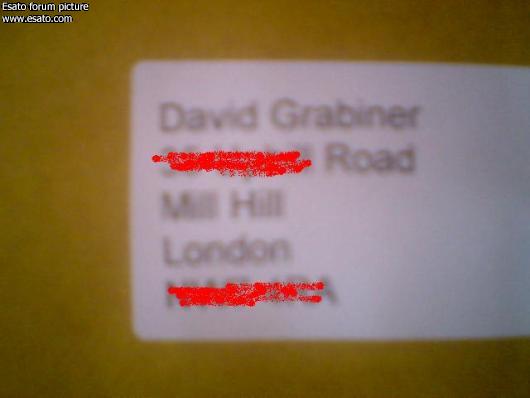 Esato forum picture
www.esato.com
David Grabiner
Road
Mill Hill
London